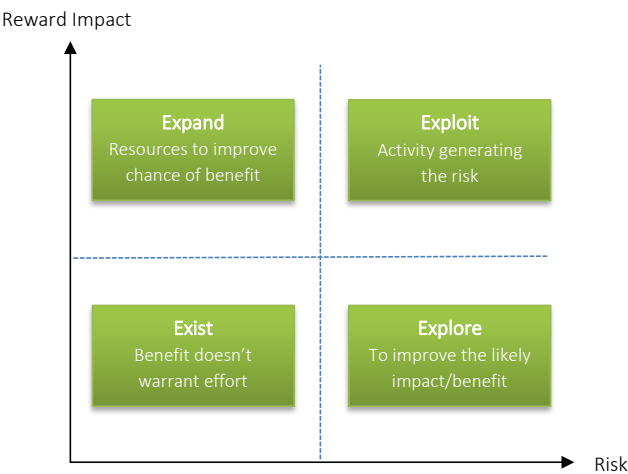 Reward Impact
Expand
Resources to improve
chance of benefit
Exploit
Activity generating
the risk
Exist
Benefit doesn’t
warrant effort
Explore
To improve the likely
impact/benefit
Risk